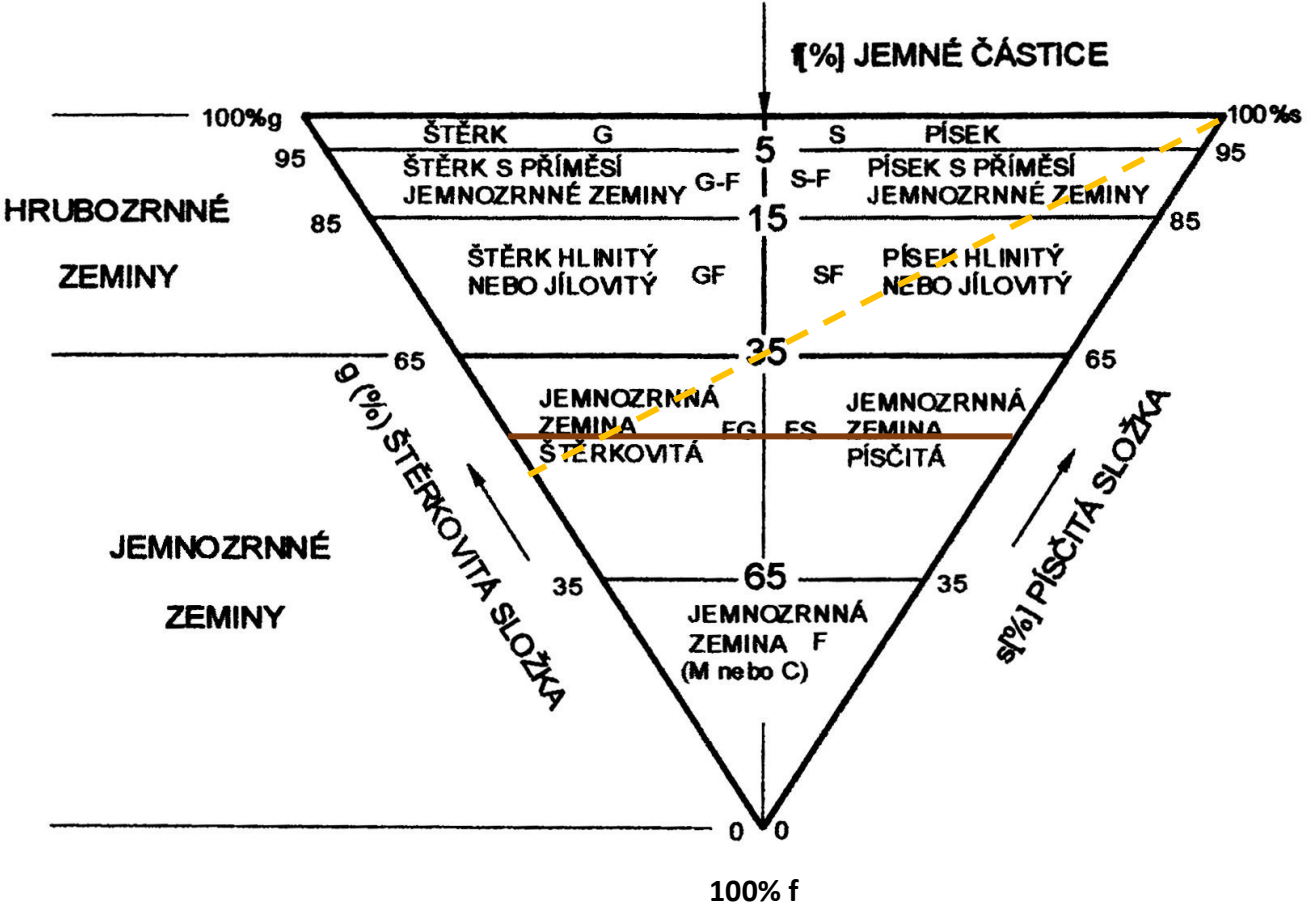 f[%] JEMNÉ ČÁSTICE
100%g
100%s
ŠTĚRK G
5
S PÍSEK
95
95
ŠTĚRK S PŘÍMĚSÍ
JEMNOZRNNÉ ZEMINY
G-F
S-F
PÍSEK S PŘÍMĚSÍ
JEMNOZRNNÉ ZEMINY
HRUBOZRNNÉ
ZEMINY
85
15
85
ŠTĚRK HLINITÝ
NEBO JÍLOVITÝ
GF
SF
PÍSEK HLINITÝ
NEBO JÍLOVITÝ
65
35
65
g (%) ŠTĚRKOVITÁ SLOŽKA
JEMNOZRNNÁ
ZEMINA
ŠTĚRKOVITÁ
FG
FS
JEMNOZRNNÁ
ZEMINA
PÍSČITÁ
s[%] PÍSČITÁ SLOŽKA
JEMNOZRNNÉ
ZEMINY
35
65
35
JEMNOZRNNÁ
ZEMINA F
(M nebo C)
0
0
100% f